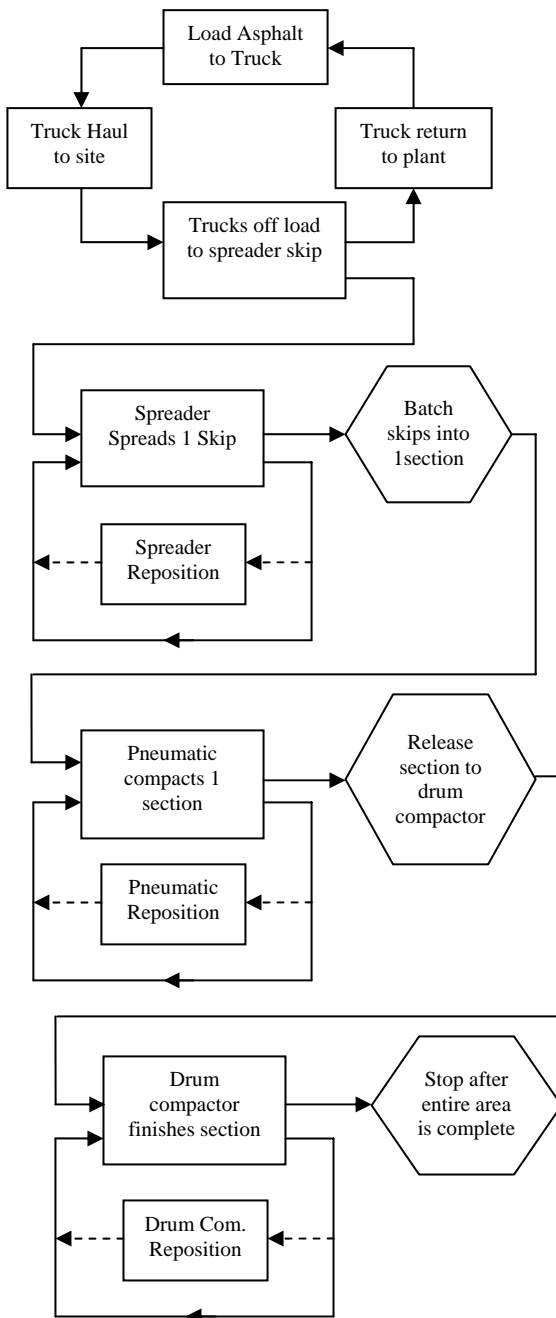 Load Asphalt
to Truck
Truck Haul
to site
Truck return
to plant
Trucks off load
to spreader skip
Spreader
Spreads 1 Skip
Batch
skips into
1section
Spreader
Reposition
Pneumatic
compacts 1
section
Release
section to
drum
compactor
Pneumatic
Reposition
Drum
compactor
finishes section
Stop after
entire area
is complete
Drum Com.
Reposition